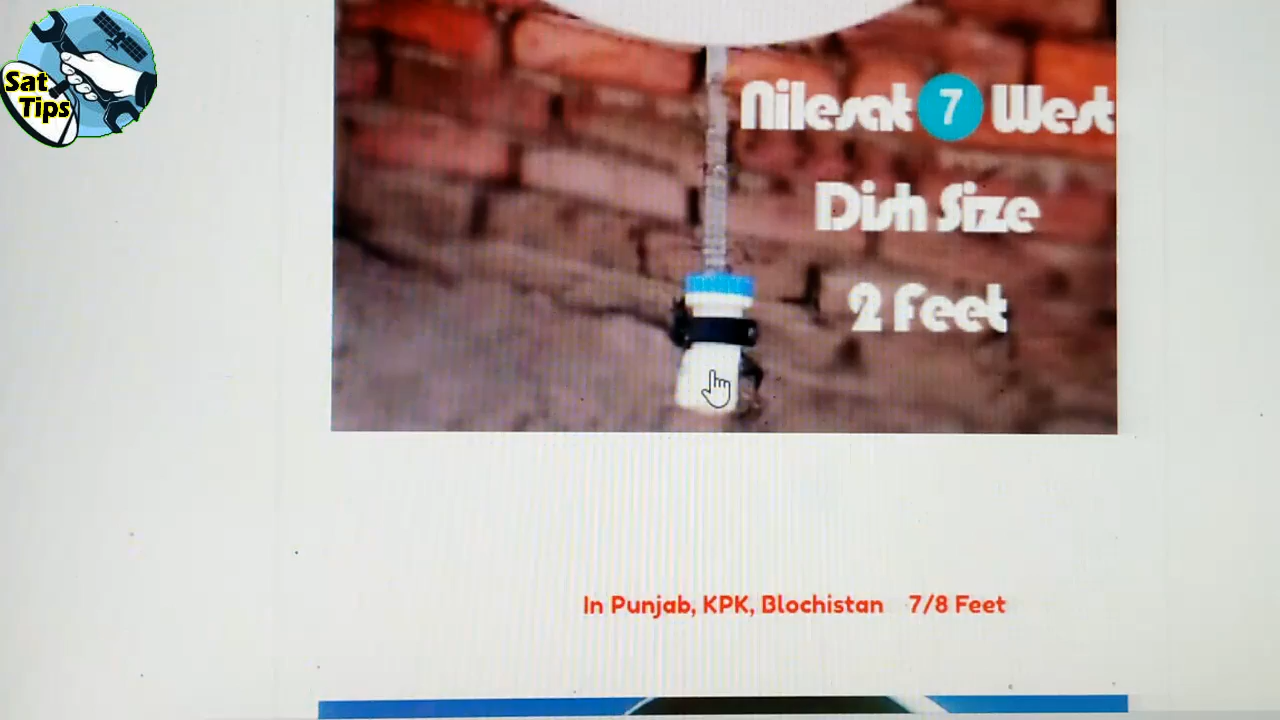 Sat
Tips
Nilesat 7 West
Dish Size
2 Feet
In Punjab, KPK, Blochistan 7/8 Feet